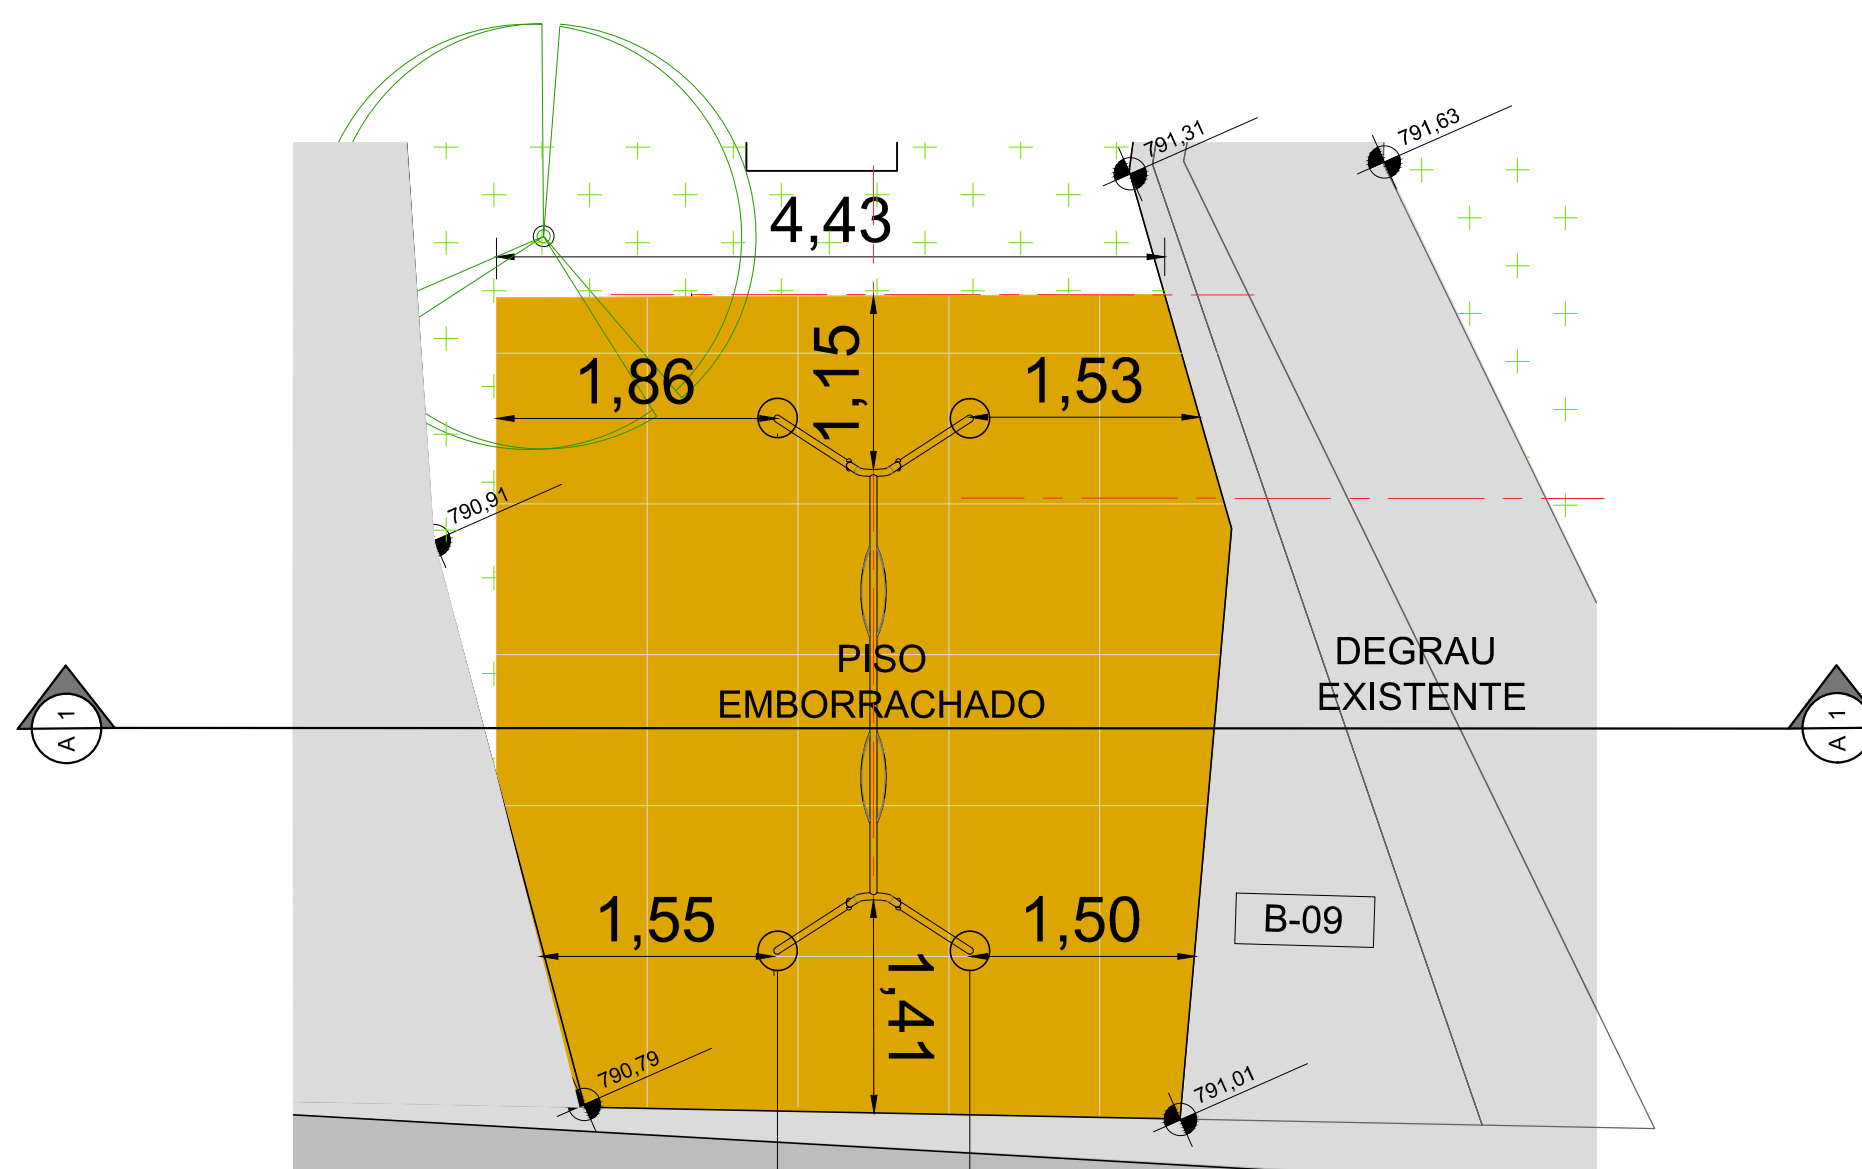 791,63
791,31
4,43
1,15
1,86
1,53
790,91
PISO
EMBORRACHADO
DEGRAU
EXISTENTE
A 1
A 1
1,55
1,50
B-09
1,41
790,79
791,01